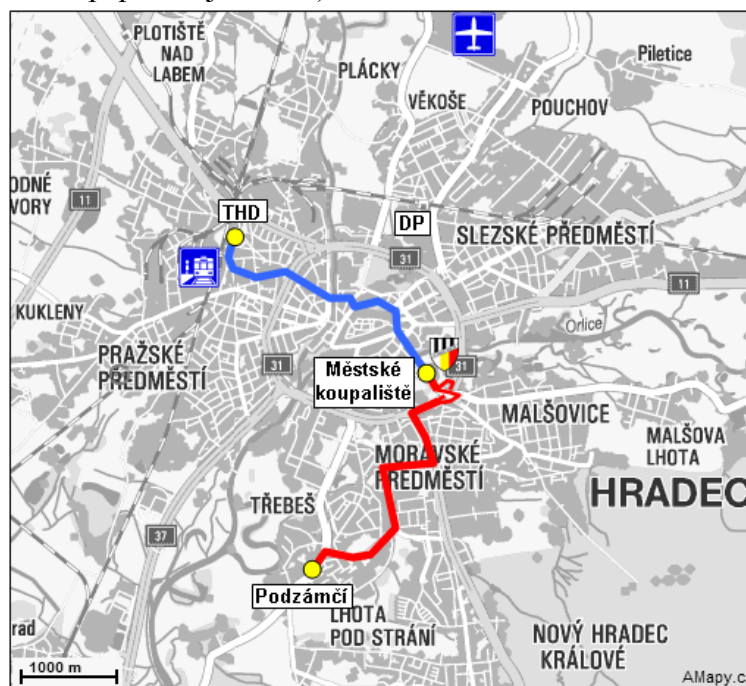 PLOTIŠTĚ
NAD
LABEM
PLÁCKY
Piletice
VĚKOŠE
POUCHOV
ODNÉ
VORY
11
THD
DP
SLEZSKÉ PŘEDMĚSTÍ
31
11
KUKLENY
Orlice
PRAŽSKÉ
PŘEDMĚSTÍ
31
Městské
koupaliště
31
MALŠOVICE
MALŠOVA
LHOTA
MORAVSKÉ
PŘEDMĚSTÍ
HRADEC
TŘEBEŠ
37
Podzámčí
LHOTA
POD STRÁNÍ
NOVÝ HRADEC
KRÁLOVÉ
rad
1000 m
AMapy.c